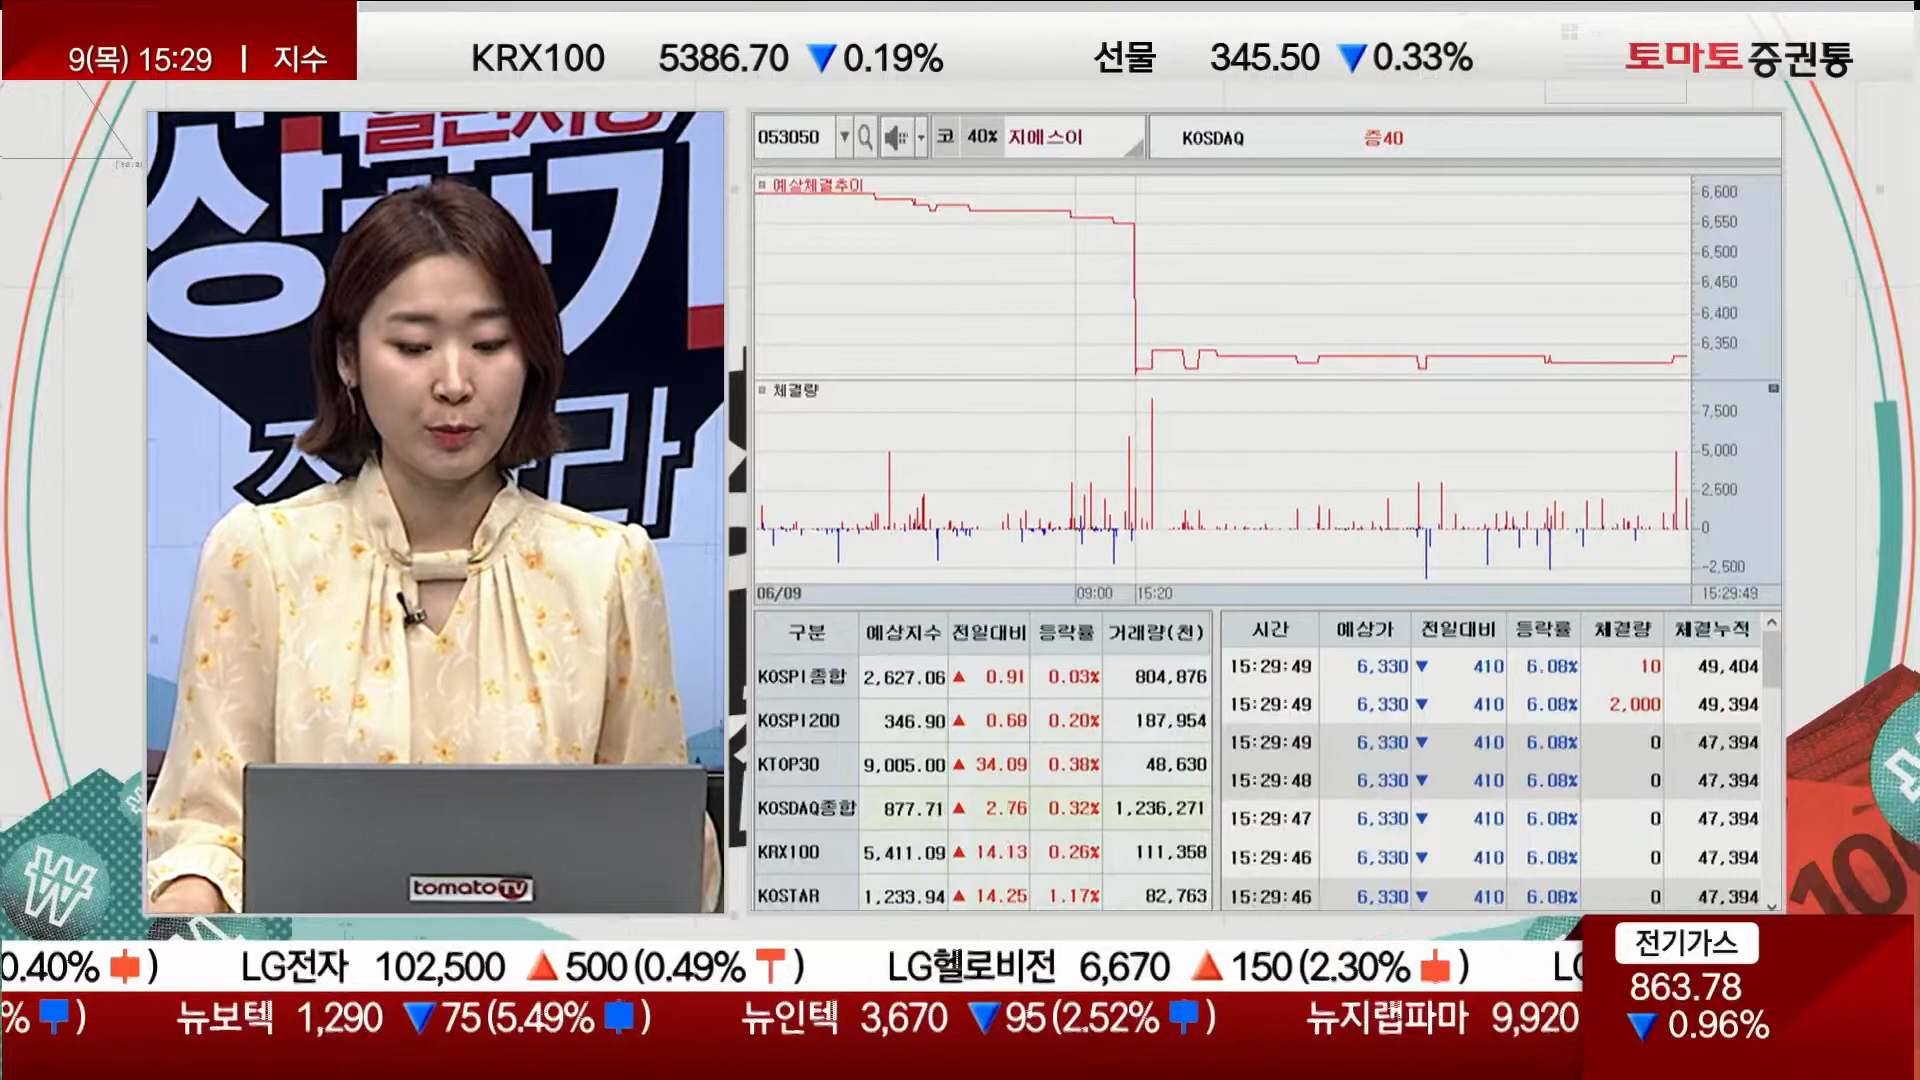 9(목) 15:29 | 지수
KRX100 5386.70 ▼0.19% 선물 345.50 ▼0.33%
토마토증권통
053050 코 40% 지에스이 KOSDAQ 증40
예상체결추이
6,600
6,550
6,500
6,450
6,400
6,350
체결량
7,500
5,000
2,500
0
-2,500
06/09 09:00 15:20 15:29:49
구분 예상지수 전일대비 등락률 거래량(천)
KOSPI종합 2,627.06 ▲ 0.91 0.03% 804,876
KOSPI200 346.90 ▲ 0.68 0.20% 187,954
KTOP30 9,005.00 ▲ 34.09 0.38% 48,630
KOSDAQ종합 877.71 ▲ 2.76 0.32% 1,236,271
KRX100 5,411.09 ▲ 14.13 0.26% 111,358
KOSTAR 1,233.94 ▲ 14.25 1.17% 82,763
시간 예상가 전일대비 등락률 체결량 체결누적
15:29:49 6,330 ▼ 410 6.08% 10 49,404
15:29:49 6,330 ▼ 410 6.08% 2,000 49,394
15:29:49 6,330 ▼ 410 6.08% 0 47,394
15:29:48 6,330 ▼ 410 6.08% 0 47,394
15:29:47 6,330 ▼ 410 6.08% 0 47,394
15:29:46 6,330 ▼ 410 6.08% 0 47,394
15:29:46 6,330 ▼ 410 6.08% 0 47,394
tomatoTV
0.40% ) LG전자 102,500 ▲500(0.49% ) LG헬로비전 6,670 ▲150(2.30% )
% ) 뉴보텍 1,290 ▼75(5.49% ) 뉴인텍 3,670 ▼95(2.52% ) 뉴지랩파마 9,920
전기가스
863.78
▼ 0.96%